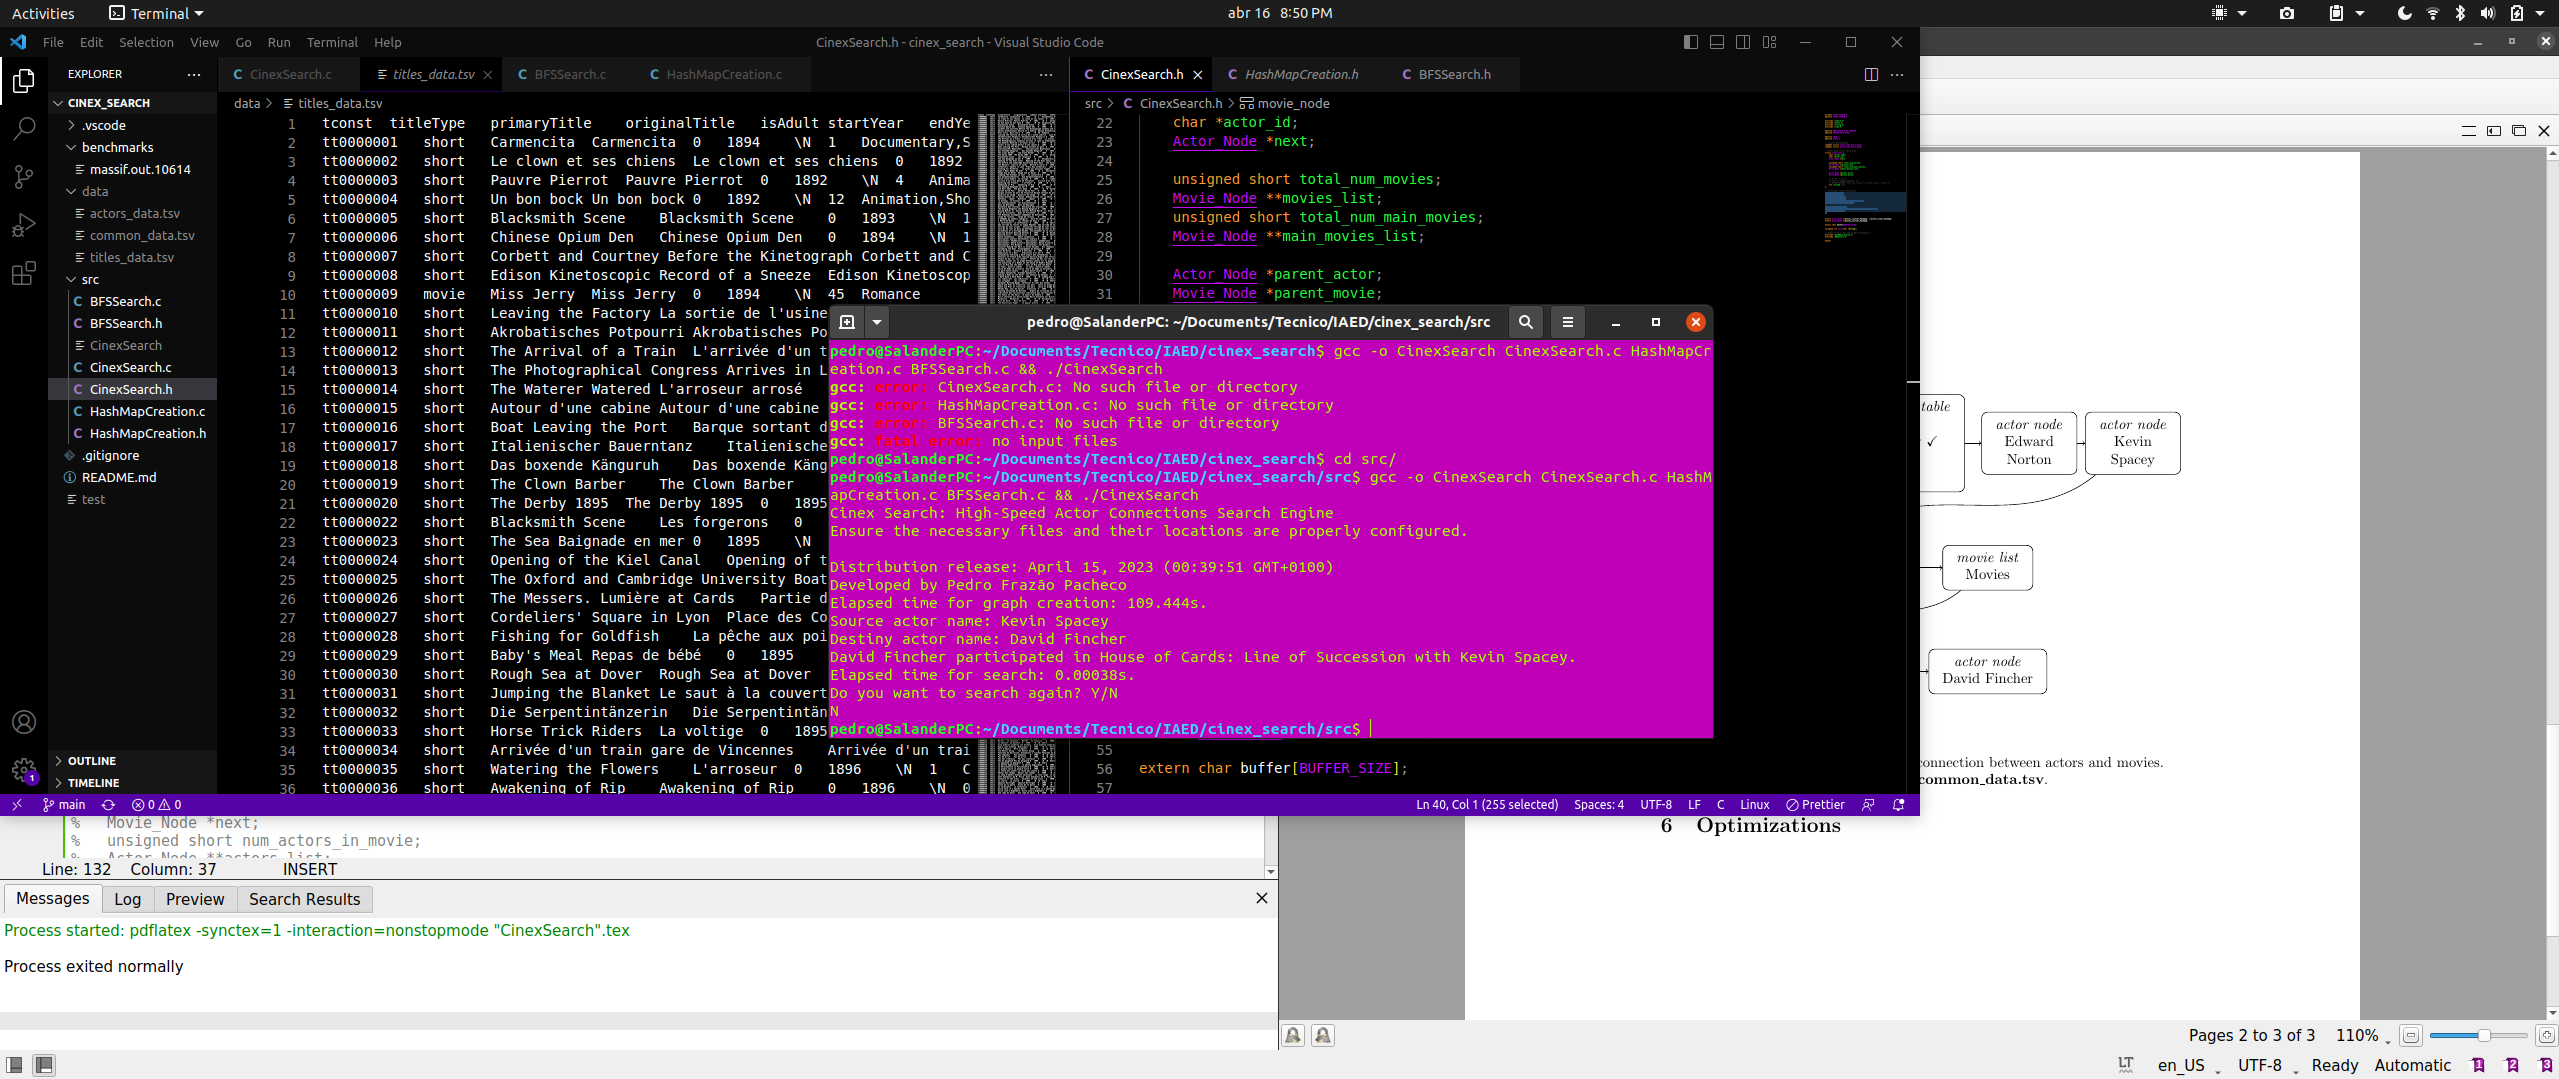 Activities Terminal abr 16 8:50 PM
File Edit Selection View Go Run Terminal Help CinexSearch.h - cinex_search - Visual Studio Code
EXPLORER
CINEX_SEARCH
.vscode
benchmarks
massif.out.10614
data
actors_data.tsv
common_data.tsv
titles_data.tsv
src
BFSSearch.c
BFSSearch.h
CinexSearch
CinexSearch.c
CinexSearch.h
HashMapCreation.c
HashMapCreation.h
.gitignore
README.md
test
OUTLINE
TIMELINE
CinexSearch.c titles_data.tsv BFSSearch.c HashMapCreation.c
data > titles_data.tsv
1 tconst titleType primaryTitle originalTitle isAdult startYear endYe
2 tt0000001 short Carmencita Carmencita 0 1894 \N 1 Documentary,S
3 tt0000002 short Le clown et ses chiens Le clown et ses chiens 0 1892
4 tt0000003 short Pauvre Pierrot Pauvre Pierrot 0 1892 \N 4 Anima
5 tt0000004 short Un bon bock Un bon bock 0 1892 \N 12 Animation,Sho
6 tt0000005 short Blacksmith Scene Blacksmith Scene 0 1893 \N 1
7 tt0000006 short Chinese Opium Den Chinese Opium Den 0 1894 \N 1
8 tt0000007 short Corbett and Courtney Before the Kinetograph Corbett and C
9 tt0000008 short Edison Kinetoscopic Record of a Sneeze Edison Kinetoscop
10 tt0000009 movie Miss Jerry Miss Jerry 0 1894 \N 45 Romance
11 tt0000010 short Leaving the Factory La sortie de l'usine
12 tt0000011 short Akrobatisches Potpourri Akrobatisches Po
13 tt0000012 short The Arrival of a Train L'arrivée d'un t
14 tt0000013 short The Photographical Congress Arrives in L
15 tt0000014 short The Waterer Watered L'arroseur arrosé
16 tt0000015 short Autour d'une cabine Autour d'une cabine
17 tt0000016 short Boat Leaving the Port Barque sortant d
18 tt0000017 short Italienischer Bauerntanz Italienische
19 tt0000018 short Das boxende Känguruh Das boxende Käng
20 tt0000019 short The Clown Barber The Clown Barber
21 tt0000020 short The Derby 1895 The Derby 1895 0 1895
22 tt0000022 short Blacksmith Scene Les forgerons 0
23 tt0000023 short The Sea Baignade en mer 0 1895 \N
24 tt0000024 short Opening of the Kiel Canal Opening of t
25 tt0000025 short The Oxford and Cambridge University Boat
26 tt0000026 short The Messers. Lumière at Cards Partie d
27 tt0000027 short Cordeliers' Square in Lyon Place des Co
28 tt0000028 short Fishing for Goldfish La pêche aux poi
29 tt0000029 short Baby's Meal Repas de bébé 0 1895
30 tt0000030 short Rough Sea at Dover Rough Sea at Dover
31 tt0000031 short Jumping the Blanket Le saut à la couvert
32 tt0000032 short Die Serpentintänzerin Die Serpentintän
33 tt0000033 short Horse Trick Riders La voltige 0 1895
34 tt0000034 short Arrivée d'un train gare de Vincennes Arrivée d'un trai
35 tt0000035 short Watering the Flowers L'arroseur 0 1896 \N 1 C
36 tt0000036 short Awakening of Rip Awakening of Rip 0 1896 \N 0
CinexSearch.h HashMapCreation.h BFSSearch.h
src > CinexSearch.h > movie_node
22 char *actor_id;
23 Actor_Node *next;
24
25 unsigned short total_num_movies;
26 Movie_Node **movies_list;
27 unsigned short total_num_main_movies;
28 Movie_Node **main_movies_list;
29
30 Actor_Node *parent_actor;
31 Movie_Node *parent_movie;
55
56 extern char buffer[BUFFER_SIZE];
57
pedro@SalanderPC: ~/Documents/Tecnico/IAED/cinex_search/src
pedro@SalanderPC:~/Documents/Tecnico/IAED/cinex_search$ gcc -o CinexSearch CinexSearch.c HashMapCr
eation.c BFSSearch.c && ./CinexSearch
gcc: error: CinexSearch.c: No such file or directory
gcc: error: HashMapCreation.c: No such file or directory
gcc: error: BFSSearch.c: No such file or directory
gcc: fatal error: no input files
pedro@SalanderPC:~/Documents/Tecnico/IAED/cinex_search$ cd src/
pedro@SalanderPC:~/Documents/Tecnico/IAED/cinex_search/src$ gcc -o CinexSearch CinexSearch.c HashM
apCreation.c BFSSearch.c && ./CinexSearch
Cinex Search: High-Speed Actor Connections Search Engine
Ensure the necessary files and their locations are properly configured.
Distribution release: April 15, 2023 (00:39:51 GMT+0100)
Developed by Pedro Frazão Pacheco
Elapsed time for graph creation: 109.444s.
Source actor name: Kevin Spacey
Destiny actor name: David Fincher
David Fincher participated in House of Cards: Line of Succession with Kevin Spacey.
Elapsed time for search: 0.00038s.
Do you want to search again? Y/N
N
pedro@SalanderPC:~/Documents/Tecnico/IAED/cinex_search/src$
main 0 0 Ln 40, Col 1 (255 selected) Spaces: 4 UTF-8 LF C Linux Prettier
1
table
actor node
Edward
Norton
actor node
Kevin
Spacey
movie list
Movies
actor node
David Fincher
onnection between actors and movies.
common_data.tsv.
6 Optimizations
% Movie_Node *next;
% unsigned short num_actors_in_movie;
% Actor_Node **actors_list;
Line: 132 Column: 37 INSERT
Messages Log Preview Search Results
Process started: pdflatex -synctex=1 -interaction=nonstopmode "CinexSearch".tex
Process exited normally
Pages 2 to 3 of 3 110%
LT en_US UTF-8 Ready Automatic 1 2 3